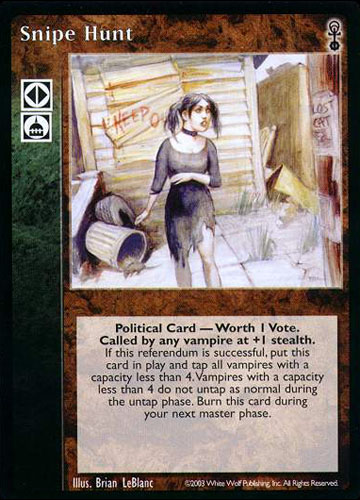 Snipe Hunt
KEEP O
LOST
CAT
Political Card — Worth 1 Vote.
Called by any vampire at +1 stealth.
If this referendum is successful, put this
card in play and tap all vampires with a
capacity less than 4. Vampires with a capacity
less than 4 do not untap as normal during
the untap phase. Burn this card during
your next master phase.
Illus. Brian LeBlanc
©2003 White Wolf Publishing, Inc. All Rights Reserved.